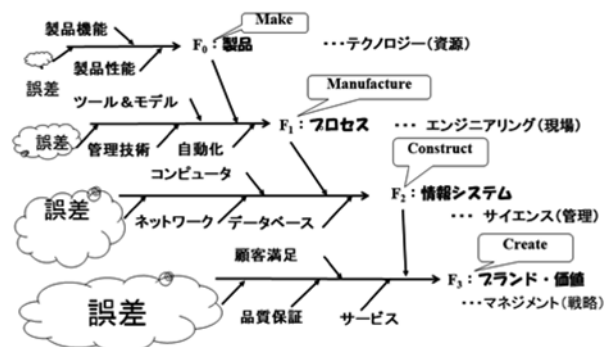 Make
製品機能
F₀：製品 ･･･テクノロジー(資源)
製品性能
誤差
Manufacture
ツール＆モデル
F₁：プロセス ･･･ エンジニアリング(現場)
誤差
管理技術 自動化
Construct
コンピュータ
F₂：情報システム
誤差
ネットワーク データベース
･･･ サイエンス(管理)
Create
顧客満足
F₃：ブランド・価値
誤差
品質保証 サービス
･･･マネジメント(戦略)